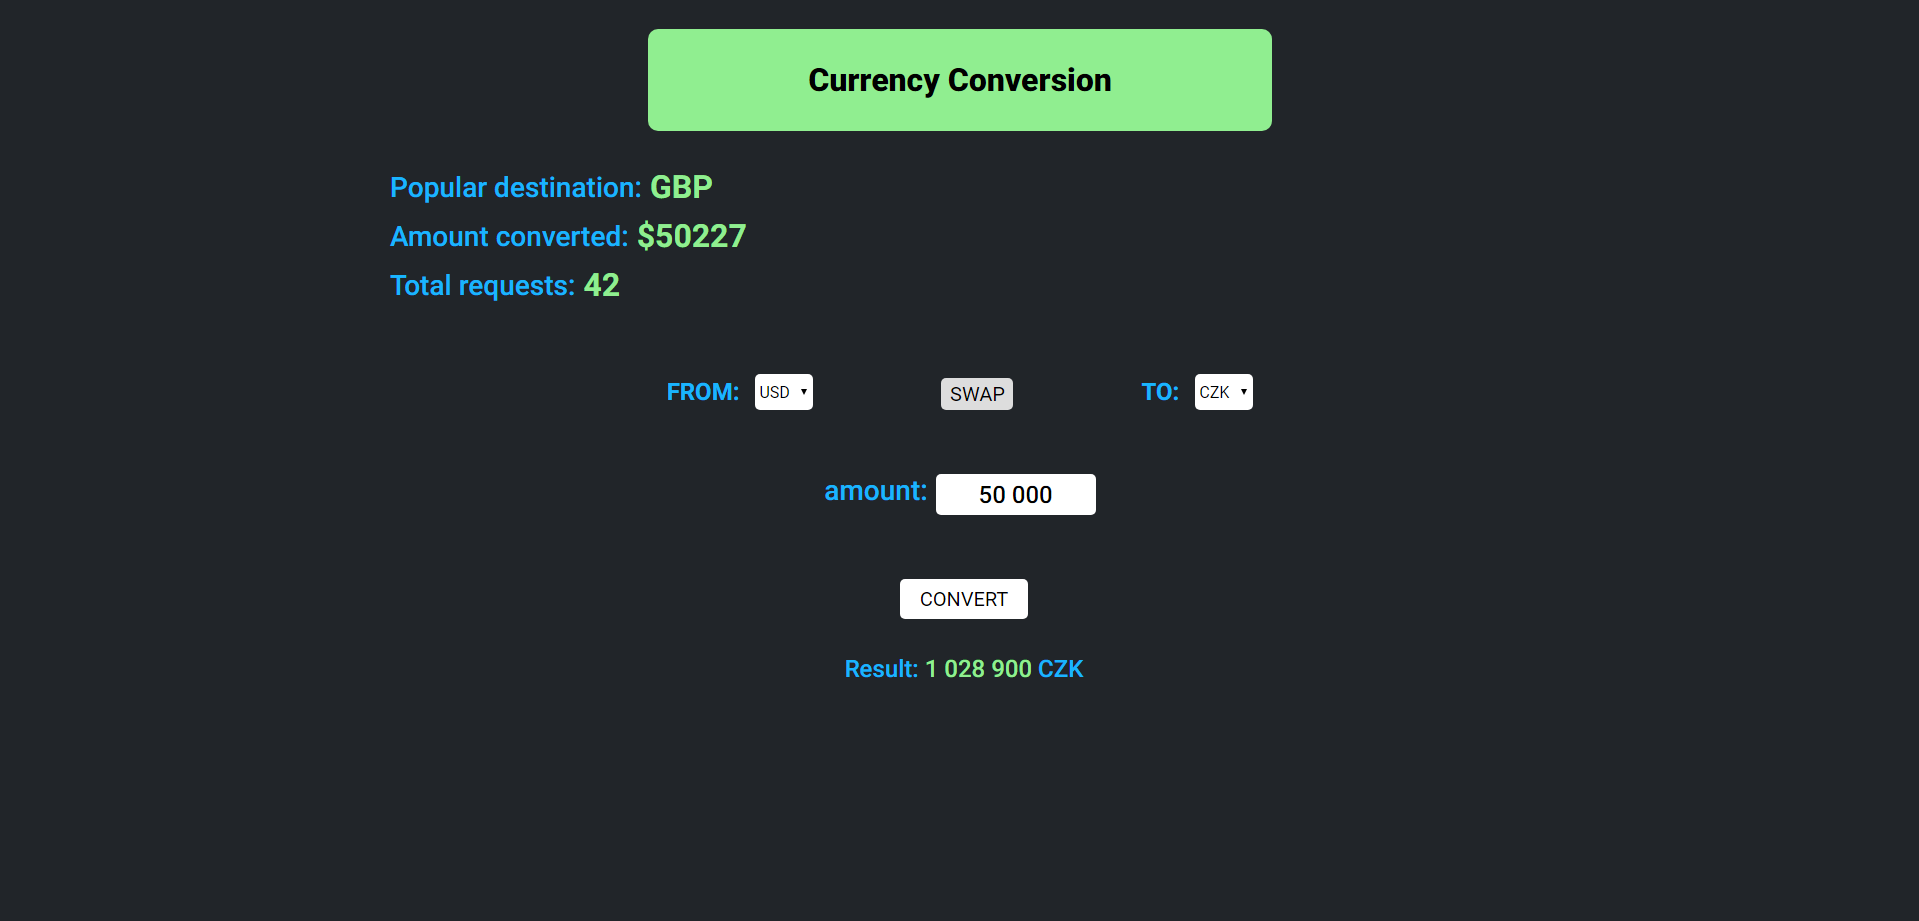 Currency Conversion
Popular destination: GBP
Amount converted: $50227
Total requests: 42
FROM: USD SWAP TO: CZK
amount: 50 000
CONVERT
Result: 1 028 900 CZK